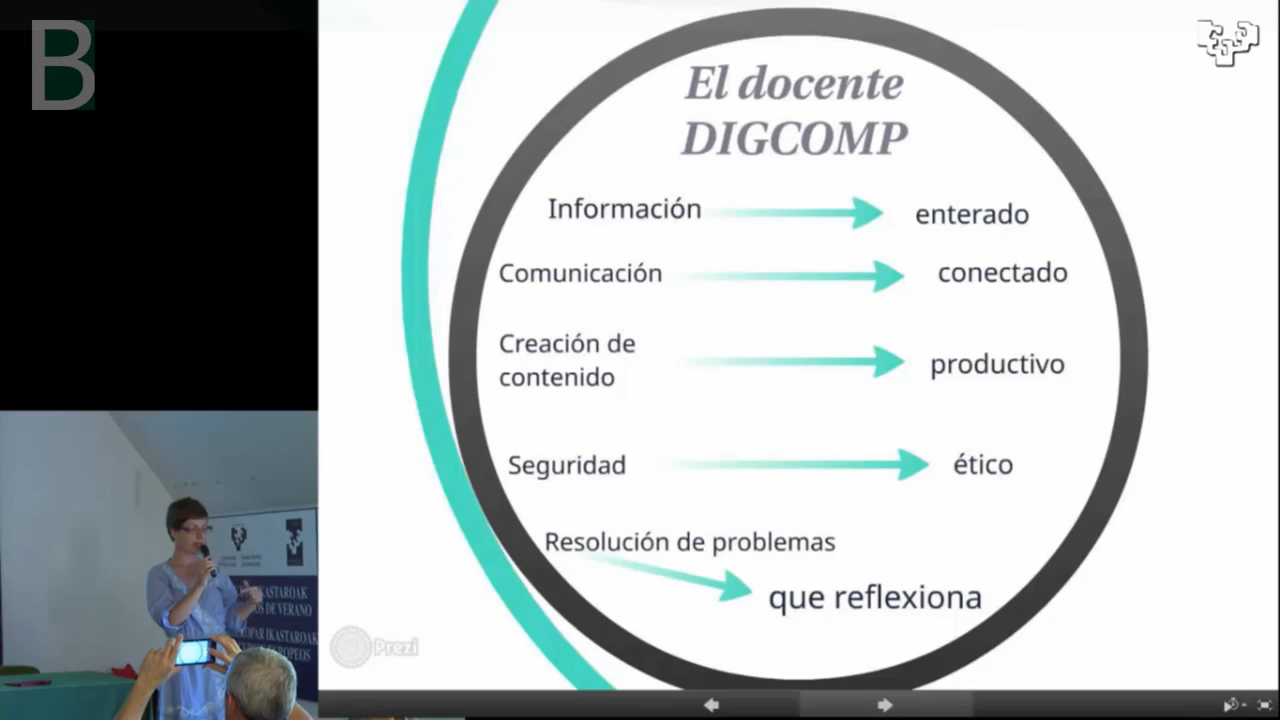 B
El docente
DIGCOMP
Información
enterado
Comunicación
conectado
Creación de
contenido
productivo
Seguridad
ético
Resolución de problemas
que reflexiona
Prezi
IKASTAROAK
DE VERANO
IKASTAROAK